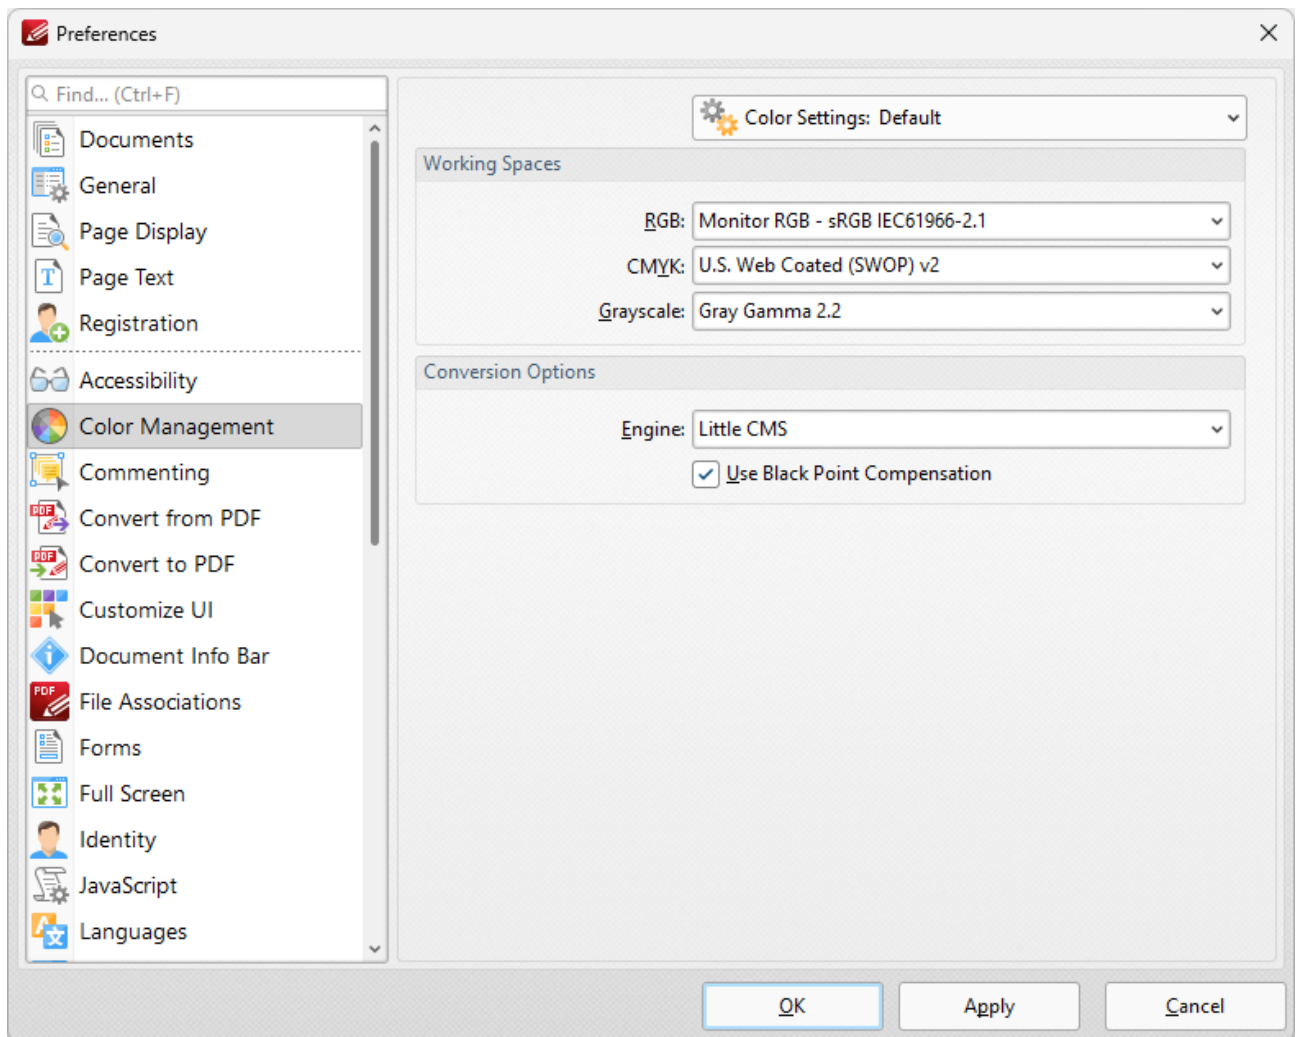 Preferences
Find... (Ctrl+F)
Documents
General
Page Display
Page Text
Registration
Accessibility
Color Management
Commenting
Convert from PDF
Convert to PDF
Customize UI
Document Info Bar
File Associations
Forms
Full Screen
Identity
JavaScript
Languages
Color Settings: Default
Working Spaces
RGB: Monitor RGB - sRGB IEC61966-2.1
CMYK: U.S. Web Coated (SWOP) v2
Grayscale: Gray Gamma 2.2
Conversion Options
Engine: Little CMS
Use Black Point Compensation
OK Apply Cancel